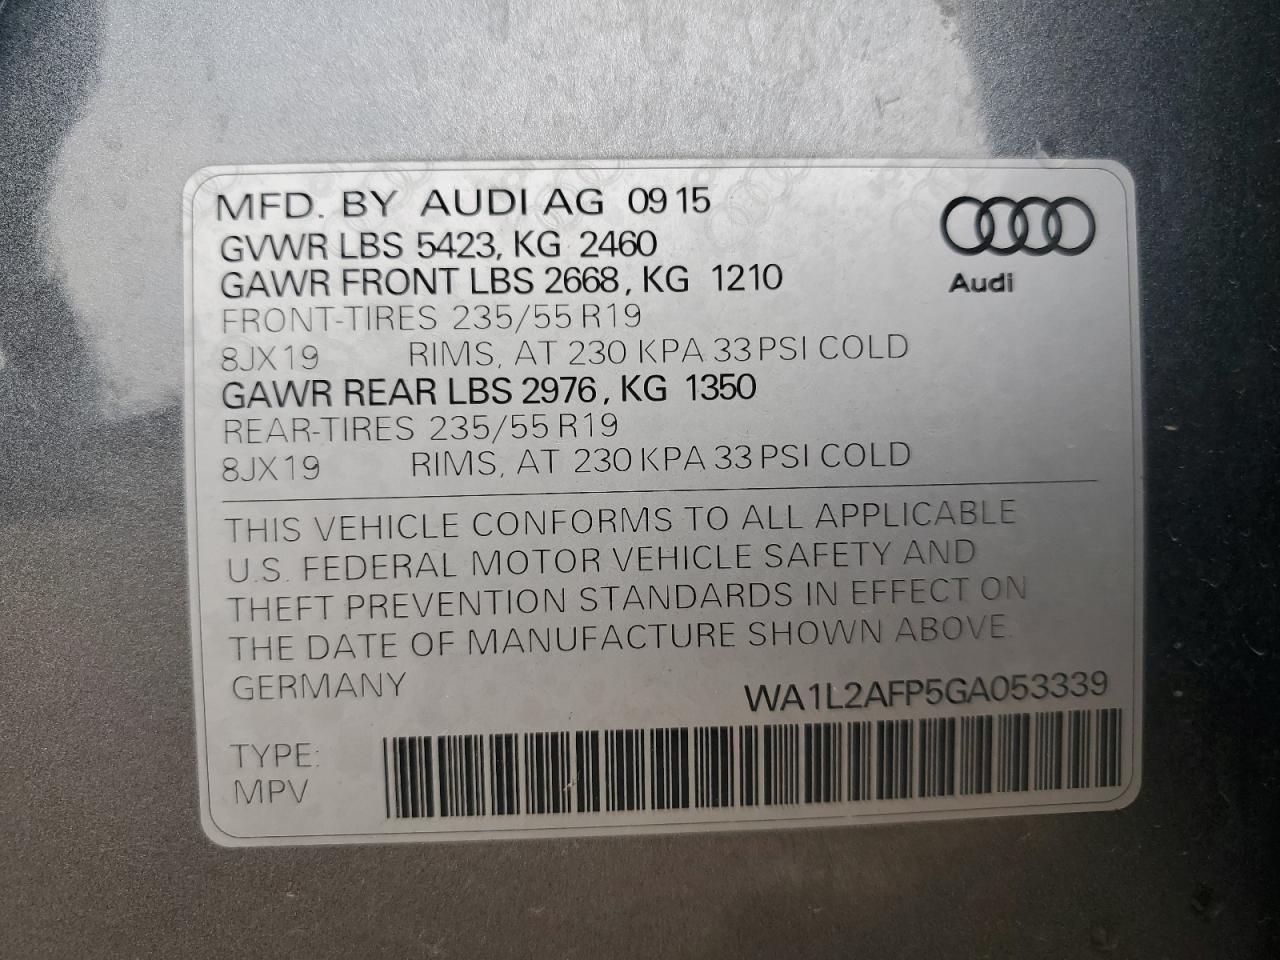 MFD. BY AUDI AG 09 15
GVWR LBS 5423, KG 2460
GAWR FRONT LBS 2668, KG 1210
FRONT-TIRES 235/55 R19
8JX19 RIMS, AT 230 KPA 33 PSI COLD
GAWR REAR LBS 2976, KG 1350
REAR-TIRES 235/55 R19
8JX19 RIMS, AT 230 KPA 33 PSI COLD
Audi
THIS VEHICLE CONFORMS TO ALL APPLICABLE
U.S. FEDERAL MOTOR VEHICLE SAFETY AND
THEFT PREVENTION STANDARDS IN EFFECT ON
THE DATE OF MANUFACTURE SHOWN ABOVE.
GERMANY
WA1L2AFP5GA053339
TYPE:
MPV